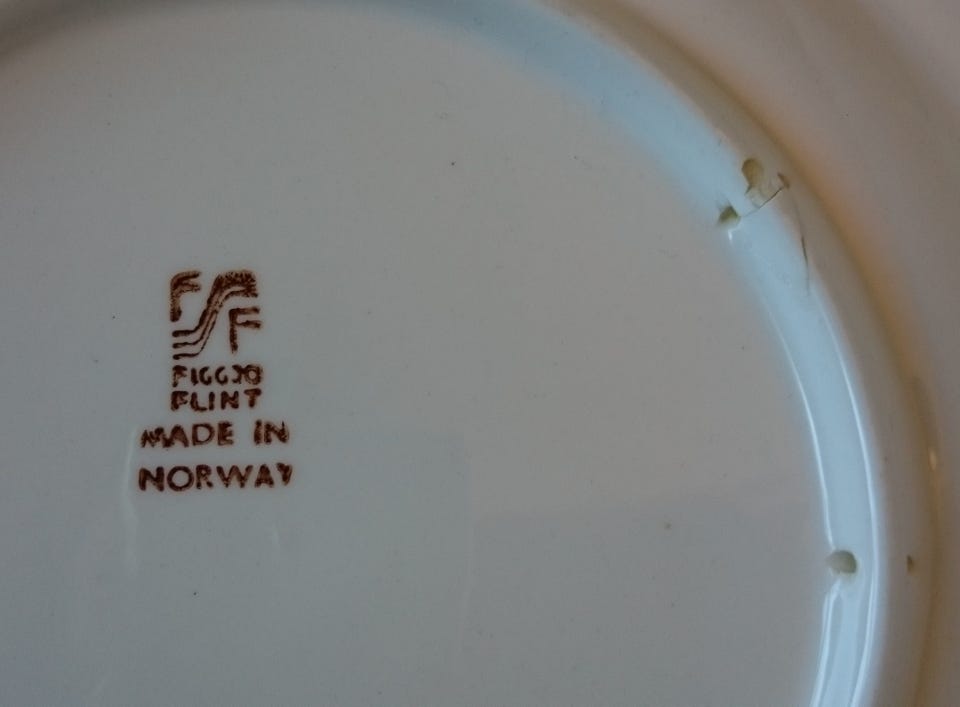 F F
FIGGJO
FLINT
MADE IN
NORWAY